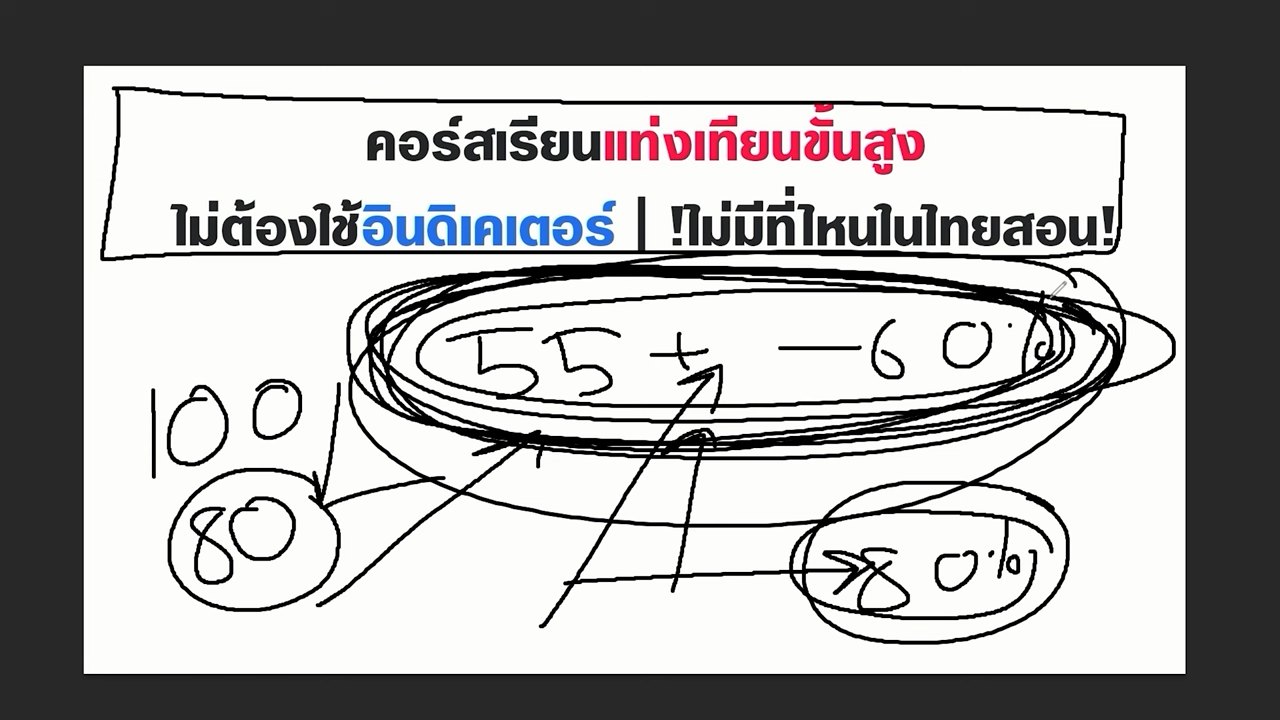 คอร์สเรียนแท่งเทียนขั้นสูง
ไม่ต้องใช้อินดิเคเตอร์ | !ไม่มีที่ไหนในไทยสอน!
55+ —60%
100
80
80%